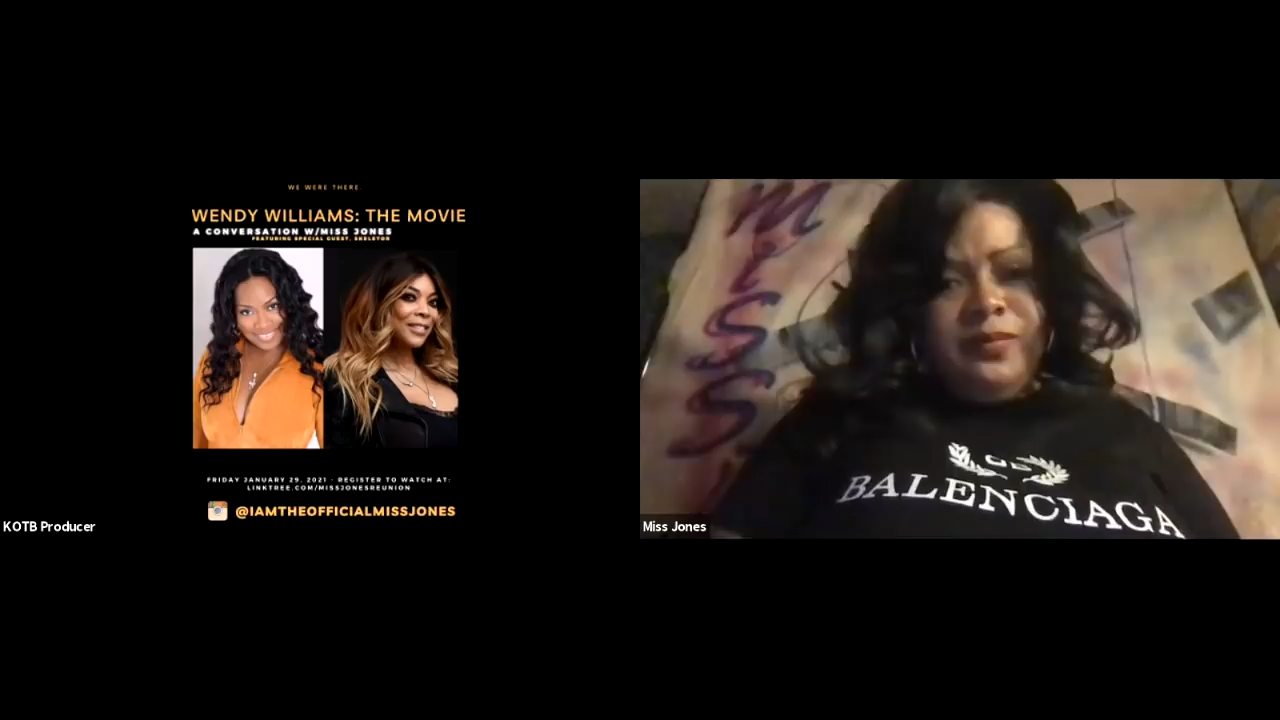 WE WERE THERE.
WENDY WILLIAMS: THE MOVIE
A CONVERSATION W/MISS JONES
FEATURING SPECIAL GUEST, SKELETOR
FRIDAY JANUARY 29, 2021 - REGISTER TO WATCH AT:
LINKTREE.COM/MISSJONESREUNION
@IAMTHEOFFICIALMISSJONES
KOTB Producer
MISS
BALENCIAGA
Miss Jones